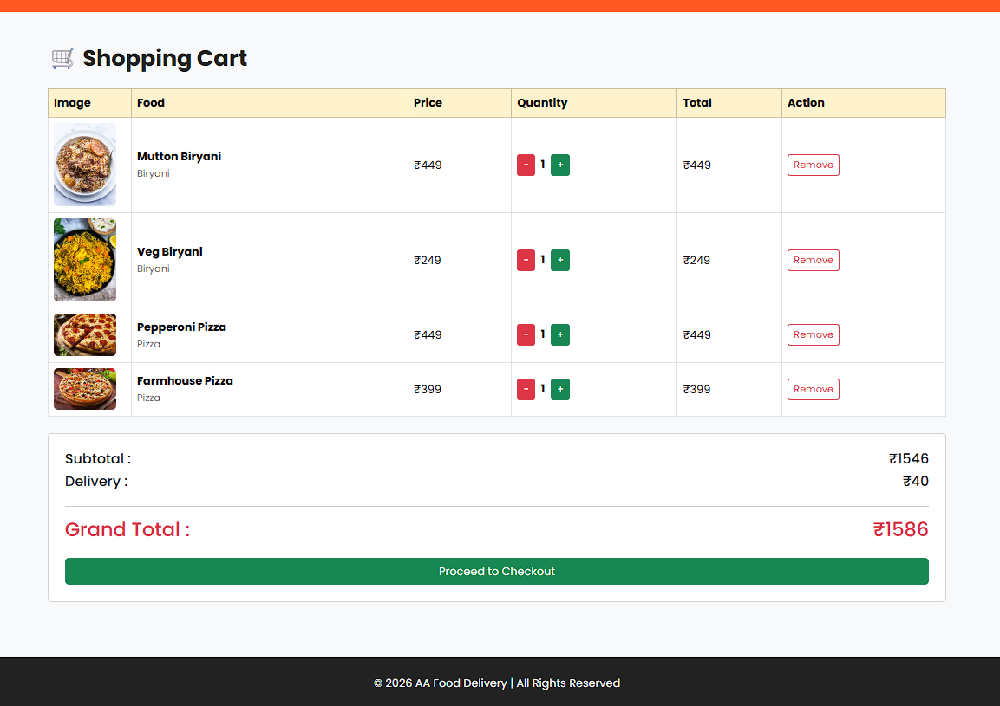 Shopping Cart
Image Food Price Quantity Total Action
Mutton Biryani
Biryani
₹449 - 1 + ₹449 Remove
Veg Biryani
Biryani
₹249 - 1 + ₹249 Remove
Pepperoni Pizza
Pizza
₹449 - 1 + ₹449 Remove
Farmhouse Pizza
Pizza
₹399 - 1 + ₹399 Remove
Subtotal : ₹1546
Delivery : ₹40
Grand Total : ₹1586
Proceed to Checkout
© 2026 AA Food Delivery | All Rights Reserved